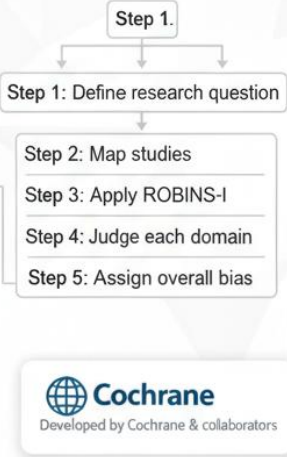 Step 1.
Step 1: Define research question
Step 2: Map studies
Step 3: Apply ROBINS-I
Step 4: Judge each domain
Step 5: Assign overall bias
Cochrane
Developed by Cochrane & collaborators